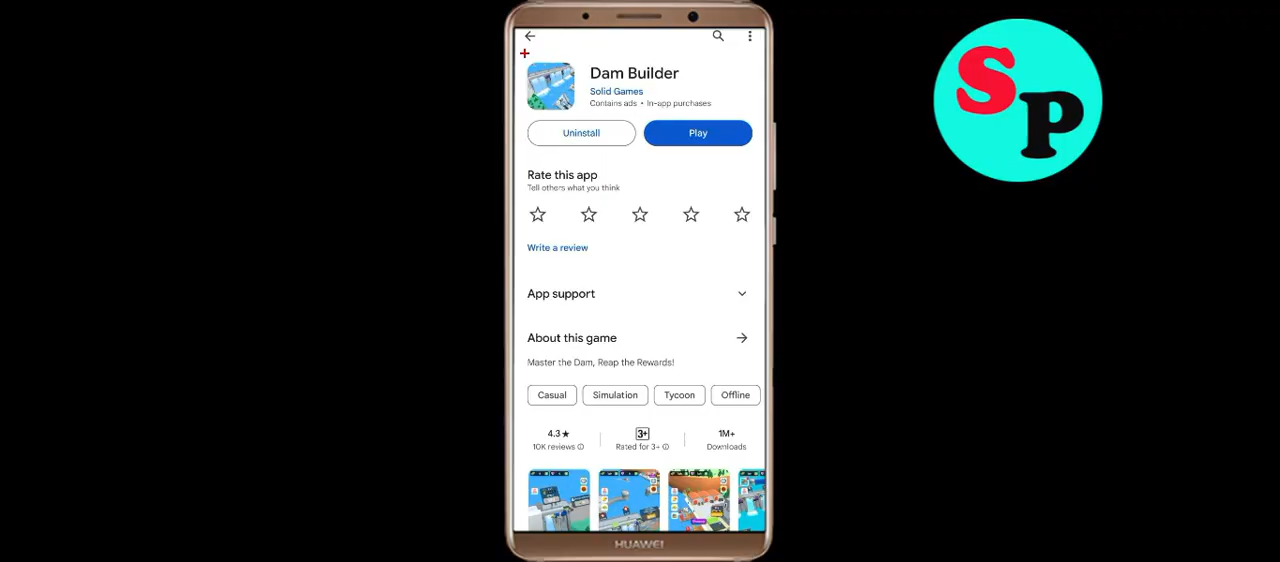 Dam Builder
Solid Games
Contains ads • In-app purchases
Uninstall
Play
Rate this app
Tell others what you think
Write a review
App support
About this game
Master the Dam, Reap the Rewards!
Casual
Simulation
Tycoon
Offline
4.3★
10K reviews
3+
Rated for 3+
1M+
Downloads
HUAWEI
SP